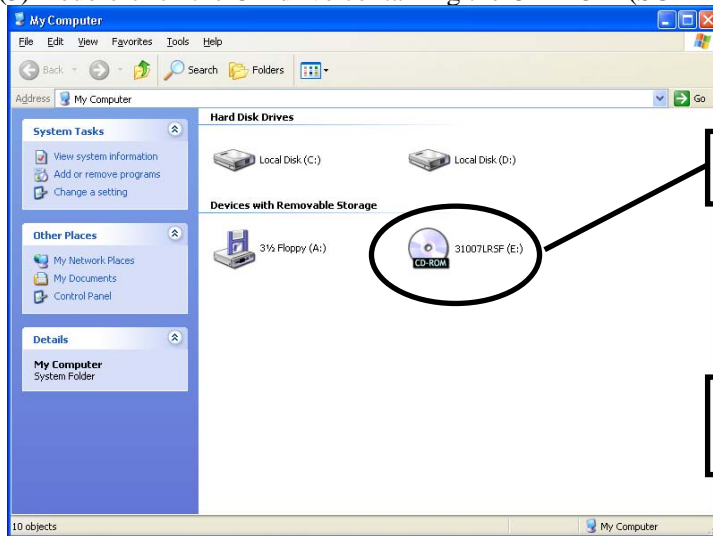 My Computer
File Edit View Favorites Tools Help
Back Search Folders
Address My Computer Go
System Tasks
View system information
Add or remove programs
Change a setting
Other Places
My Network Places
My Documents
Control Panel
Details
My Computer
System Folder
Hard Disk Drives
Local Disk (C:) Local Disk (D:)
Devices with Removable Storage
3½ Floppy (A:) CD-ROM 31007LRSF (E:)
10 objects My Computer